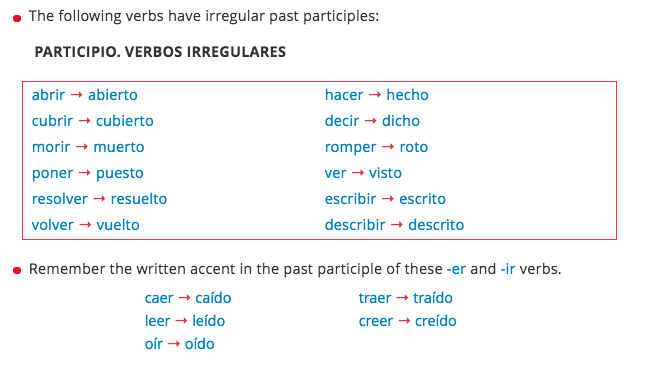 The following verbs have irregular past participles:
PARTICIPIO. VERBOS IRREGULARES
abrir → abierto
cubrir → cubierto
morir → muerto
poner → puesto
resolver → resuelto
volver → vuelto
hacer → hecho
decir → dicho
romper → roto
ver → visto
escribir → escrito
describir → descrito
Remember the written accent in the past participle of these -er and -ir verbs.
caer → caído
leer → leído
oír → oído
traer → traído
creer → creído